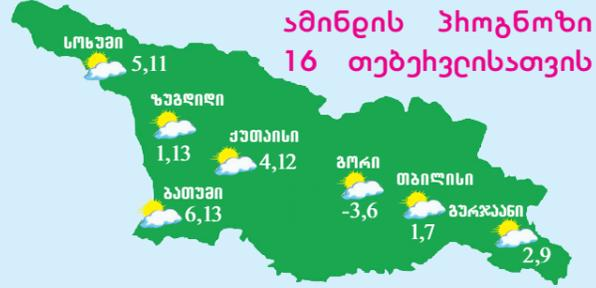 ამინდის პროგნოზი
16 თებერვლისათვის
სოხუმი
5,11
ზუგდიდი
1,13
ქუთაისი
4,12
ბათუმი
6,13
გორი
-3,6
თბილისი
1,7
გურჯაანი
2,9